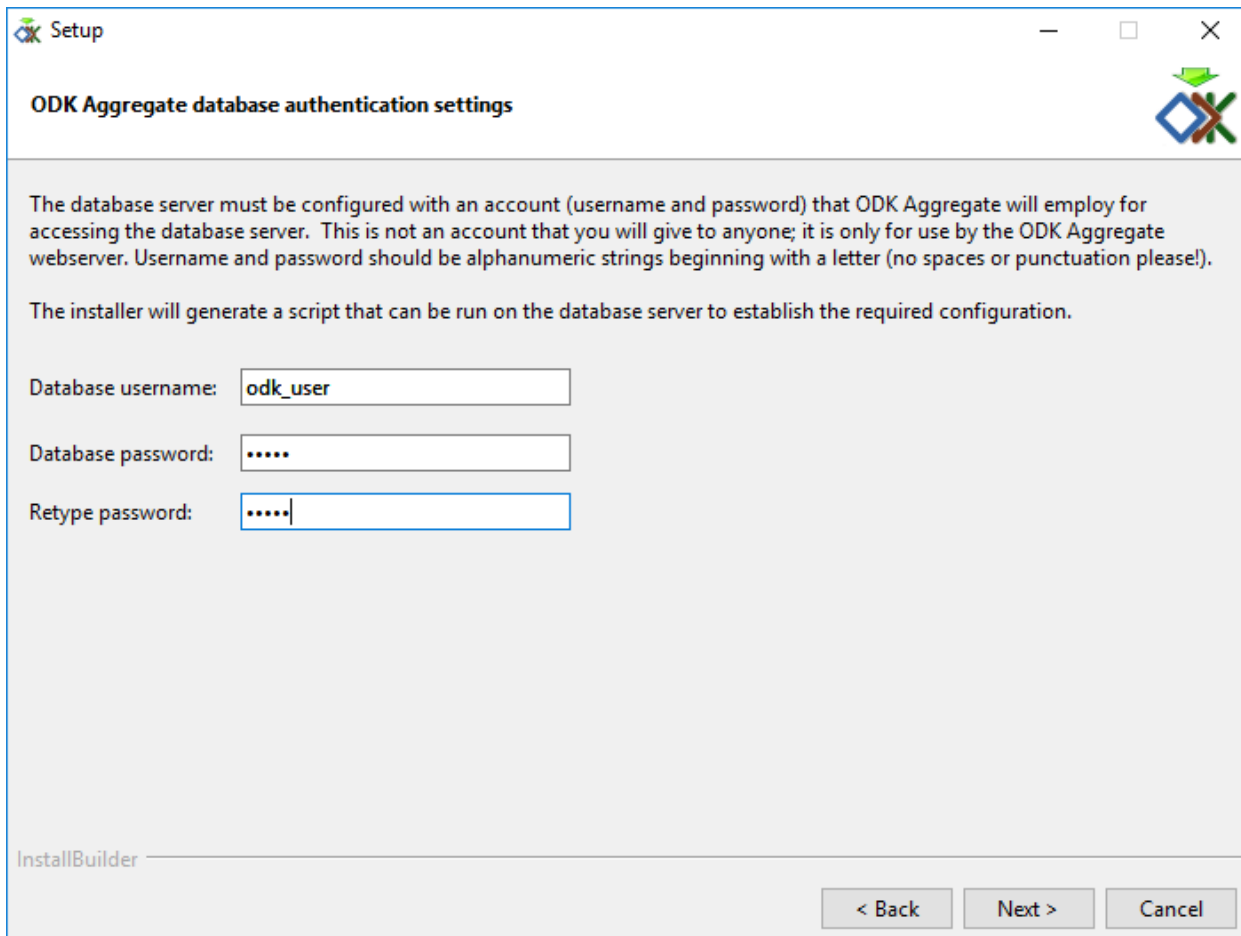 Setup
ODK Aggregate database authentication settings
The database server must be configured with an account (username and password) that ODK Aggregate will employ for
accessing the database server.  This is not an account that you will give to anyone; it is only for use by the ODK Aggregate
webserver. Username and password should be alphanumeric strings beginning with a letter (no spaces or punctuation please!).
The installer will generate a script that can be run on the database server to establish the required configuration.
Database username: odk_user
Database password: •••••
Retype password: •••••
InstallBuilder
< Back Next > Cancel